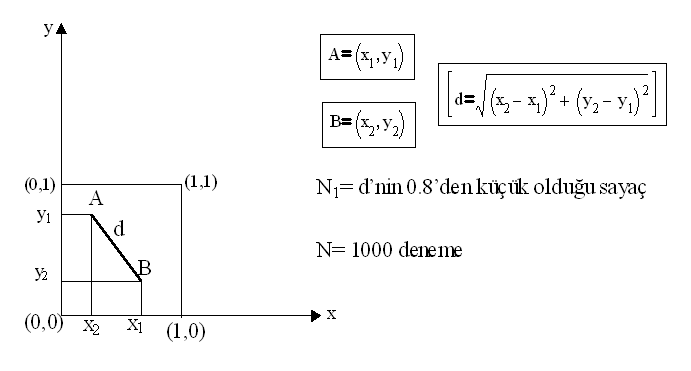 y
A=(x₁,y₁)
[d=√((x₂−x₁)²+(y₂−y₁)²)]
B=(x₂,y₂)
(0,1)
(1,1)
N₁= d’nin 0.8’den küçük olduğu sayaç
A
y₁
d
N= 1000 deneme
B
y₂
(0,0)
x₂
x₁
(1,0)
x